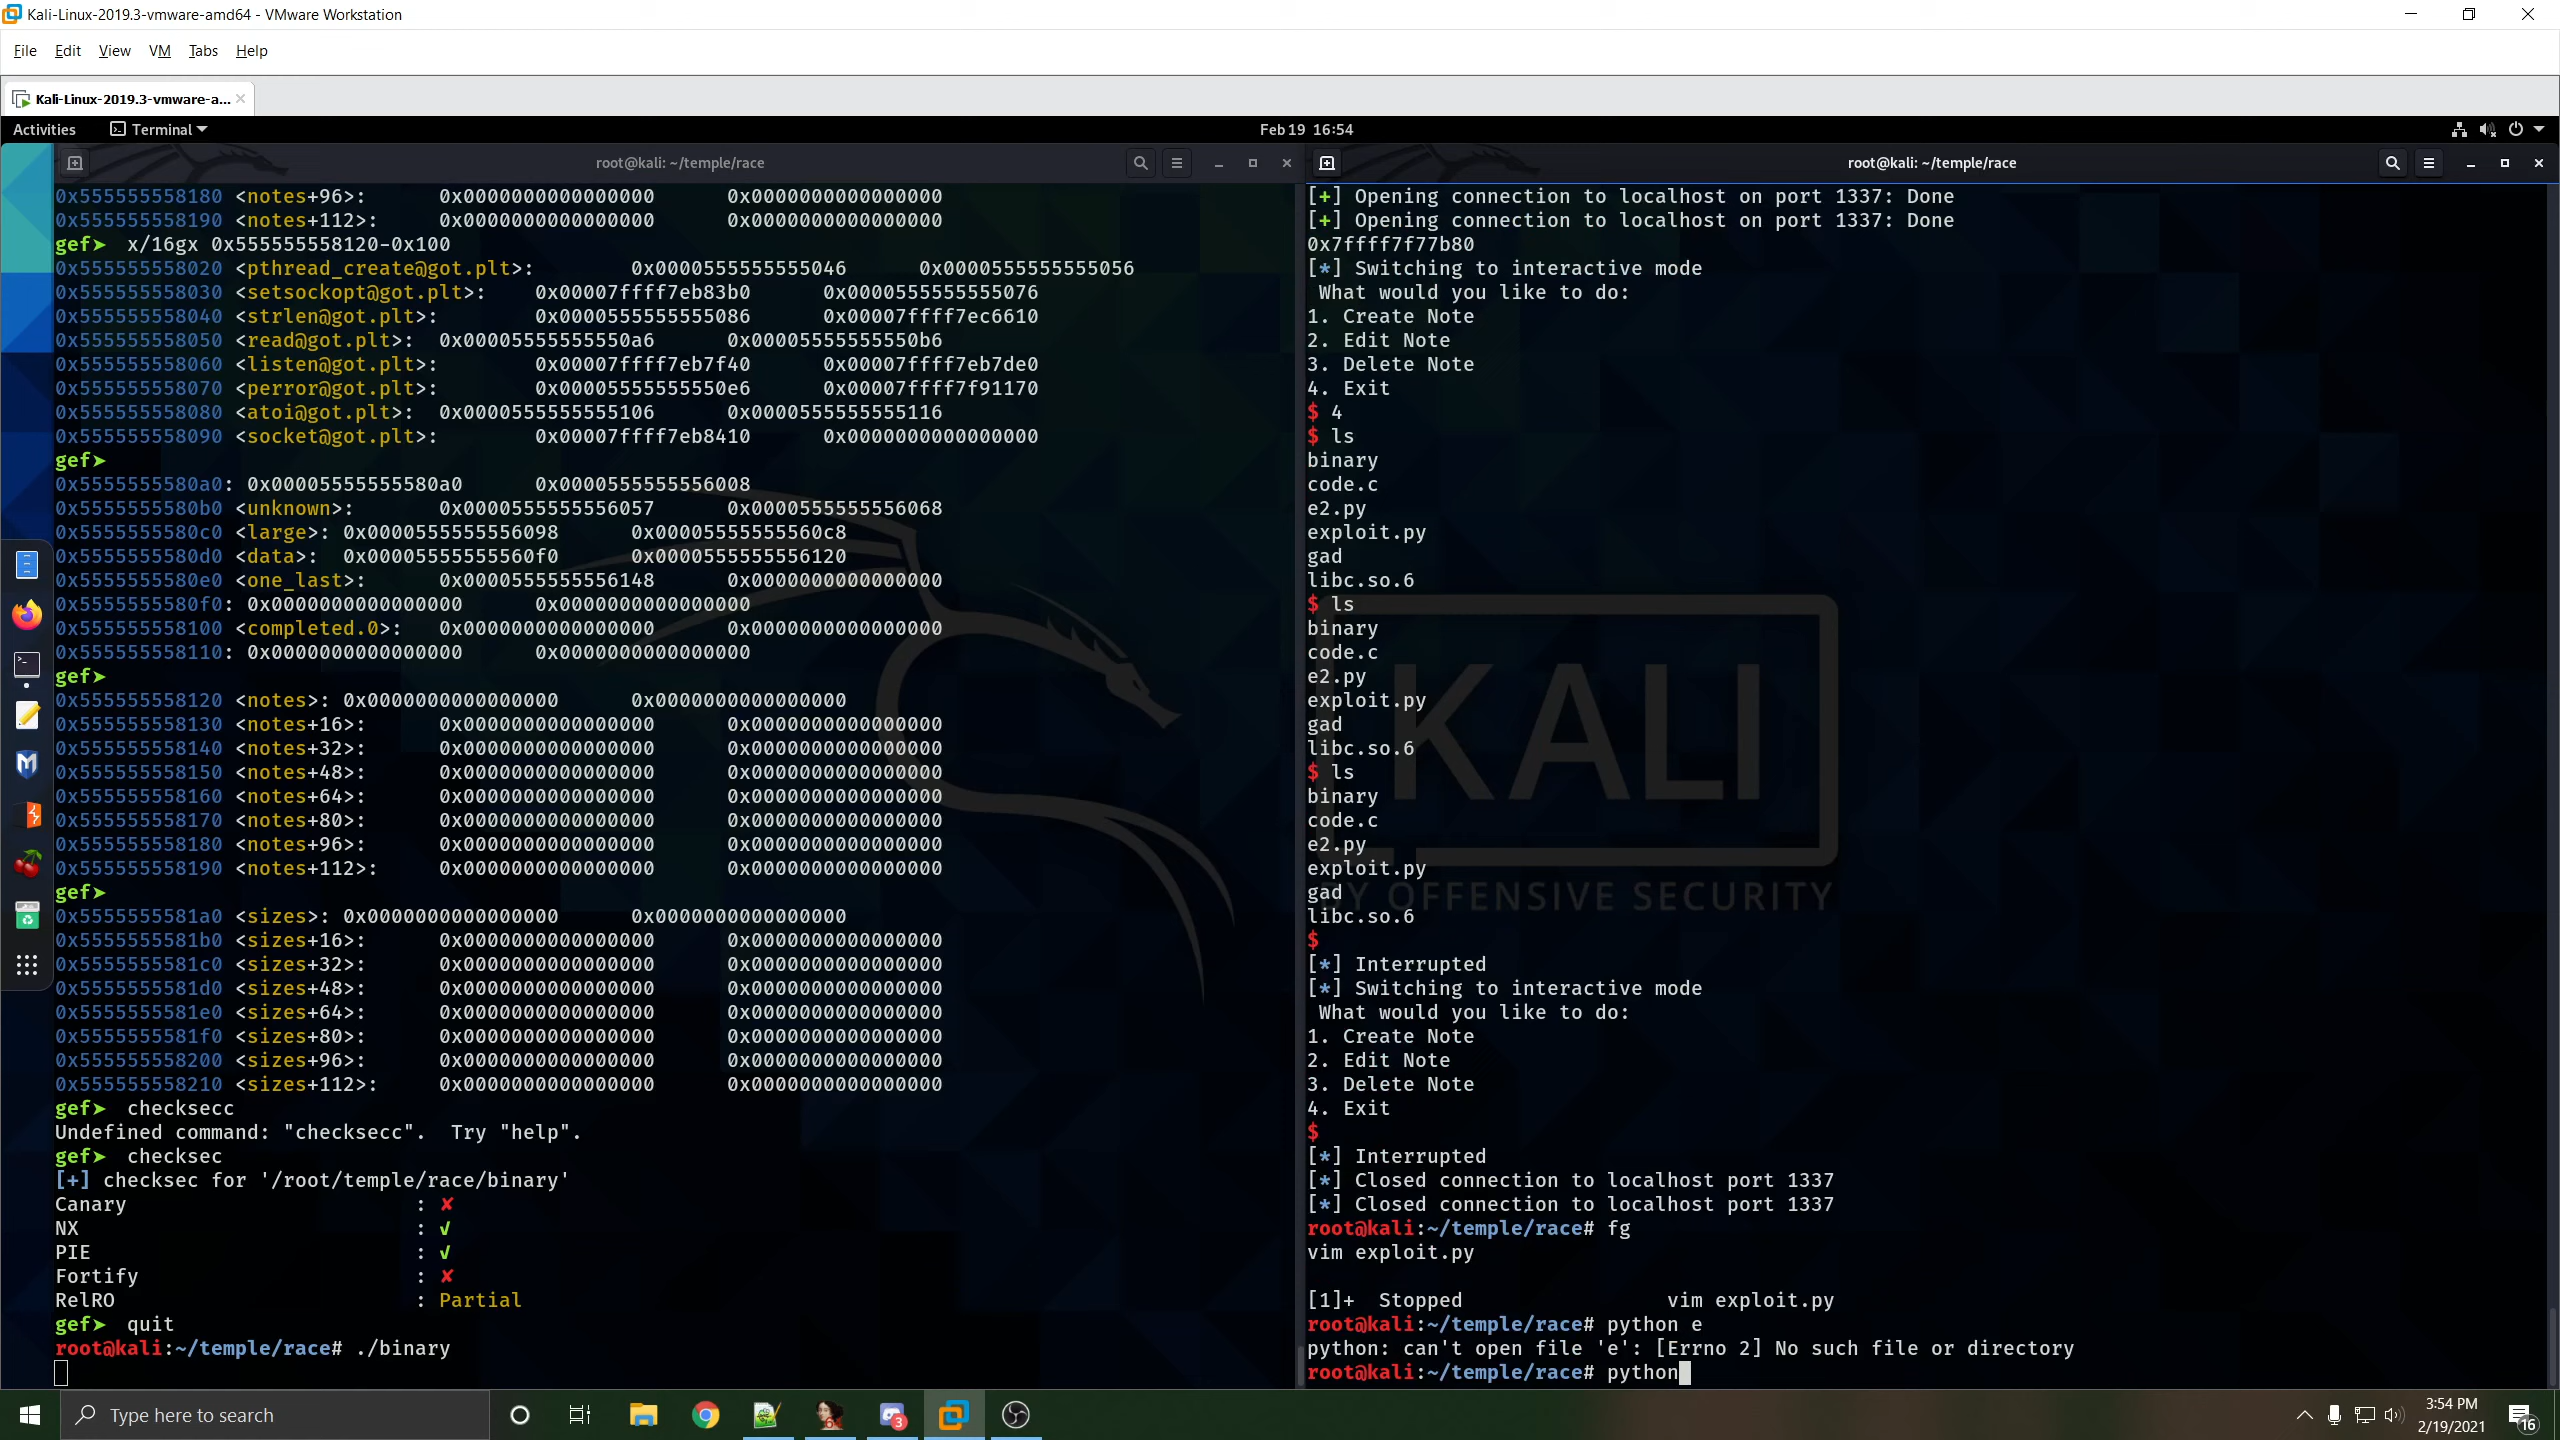 Kali-Linux-2019.3-vmware-amd64 - VMware Workstation
File Edit View VM Tabs Help
Kali-Linux-2019.3-vmware-a...
Activities Terminal Feb 19 16:54
root@kali: ~/temple/race
0x555555558180 <notes+96>: 0x0000000000000000 0x0000000000000000
0x555555558190 <notes+112>: 0x0000000000000000 0x0000000000000000
gef➤ x/16gx 0x555555558120-0x100
0x555555558020 <pthread_create@got.plt>: 0x0000555555555046 0x0000555555555056
0x555555558030 <setsockopt@got.plt>: 0x00007ffff7eb83b0 0x0000555555555076
0x555555558040 <strlen@got.plt>: 0x0000555555555086 0x00007ffff7ec6610
0x555555558050 <read@got.plt>: 0x00005555555550a6 0x00005555555550b6
0x555555558060 <listen@got.plt>: 0x00007ffff7eb7f40 0x00007ffff7eb7de0
0x555555558070 <perror@got.plt>: 0x00005555555550e6 0x00007ffff7f91170
0x555555558080 <atoi@got.plt>: 0x0000555555555106 0x0000555555555116
0x555555558090 <socket@got.plt>: 0x00007ffff7eb8410 0x0000000000000000
gef➤
0x5555555580a0: 0x00005555555580a0 0x0000555555556008
0x5555555580b0 <unknown>: 0x0000555555556057 0x0000555555556068
0x5555555580c0 <large>: 0x0000555555556098 0x00005555555560c8
0x5555555580d0 <data>: 0x00005555555560f0 0x0000555555556120
0x5555555580e0 <one_last>: 0x0000555555556148 0x0000000000000000
0x5555555580f0: 0x0000000000000000 0x0000000000000000
0x555555558100 <completed.0>: 0x0000000000000000 0x0000000000000000
0x555555558110: 0x0000000000000000 0x0000000000000000
gef➤
0x555555558120 <notes>: 0x0000000000000000 0x0000000000000000
0x555555558130 <notes+16>: 0x0000000000000000 0x0000000000000000
0x555555558140 <notes+32>: 0x0000000000000000 0x0000000000000000
0x555555558150 <notes+48>: 0x0000000000000000 0x0000000000000000
0x555555558160 <notes+64>: 0x0000000000000000 0x0000000000000000
0x555555558170 <notes+80>: 0x0000000000000000 0x0000000000000000
0x555555558180 <notes+96>: 0x0000000000000000 0x0000000000000000
0x555555558190 <notes+112>: 0x0000000000000000 0x0000000000000000
gef➤
0x5555555581a0 <sizes>: 0x0000000000000000 0x0000000000000000
0x5555555581b0 <sizes+16>: 0x0000000000000000 0x0000000000000000
0x5555555581c0 <sizes+32>: 0x0000000000000000 0x0000000000000000
0x5555555581d0 <sizes+48>: 0x0000000000000000 0x0000000000000000
0x5555555581e0 <sizes+64>: 0x0000000000000000 0x0000000000000000
0x5555555581f0 <sizes+80>: 0x0000000000000000 0x0000000000000000
0x555555558200 <sizes+96>: 0x0000000000000000 0x0000000000000000
0x555555558210 <sizes+112>: 0x0000000000000000 0x0000000000000000
gef➤ checksecc
Undefined command: "checksecc". Try "help".
gef➤ checksec
[+] checksec for '/root/temple/race/binary'
Canary : ✘
NX : ✓
PIE : ✓
Fortify : ✘
RelRO : Partial
gef➤ quit
root@kali:~/temple/race# ./binary
root@kali: ~/temple/race
[+] Opening connection to localhost on port 1337: Done
[+] Opening connection to localhost on port 1337: Done
0x7ffff7f77b80
[*] Switching to interactive mode
What would you like to do:
1. Create Note
2. Edit Note
3. Delete Note
4. Exit
$ 4
$ ls
binary
code.c
e2.py
exploit.py
gad
libc.so.6
$ ls
binary
code.c
e2.py
exploit.py
gad
libc.so.6
$ ls
binary
code.c
e2.py
exploit.py
gad
libc.so.6
$
[*] Interrupted
[*] Switching to interactive mode
What would you like to do:
1. Create Note
2. Edit Note
3. Delete Note
4. Exit
$
[*] Interrupted
[*] Closed connection to localhost port 1337
[*] Closed connection to localhost port 1337
root@kali:~/temple/race# fg
vim exploit.py
[1]+ Stopped vim exploit.py
root@kali:~/temple/race# python e
python: can't open file 'e': [Errno 2] No such file or directory
root@kali:~/temple/race# python
KALI
BY OFFENSIVE SECURITY
Type here to search
3
3:54 PM
2/19/2021
16